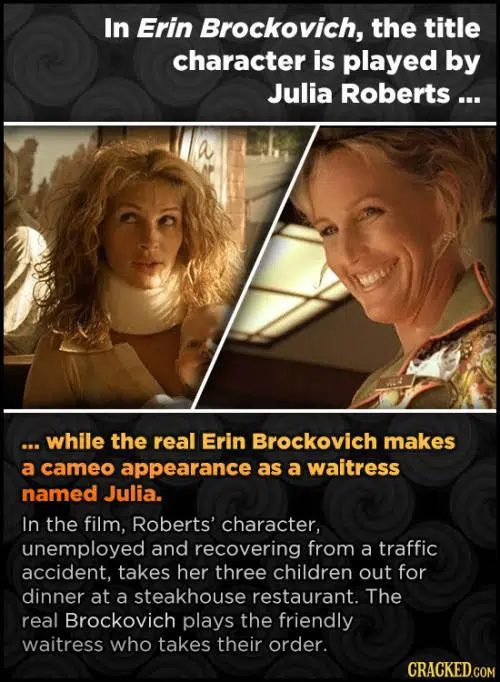 In Erin Brockovich, the title
character is played by
Julia Roberts ...
... while the real Erin Brockovich makes
a cameo appearance as a waitress
named Julia.
In the film, Roberts' character,
unemployed and recovering from a traffic
accident, takes her three children out for
dinner at a steakhouse restaurant. The
real Brockovich plays the friendly
waitress who takes their order.
CRACKED.COM